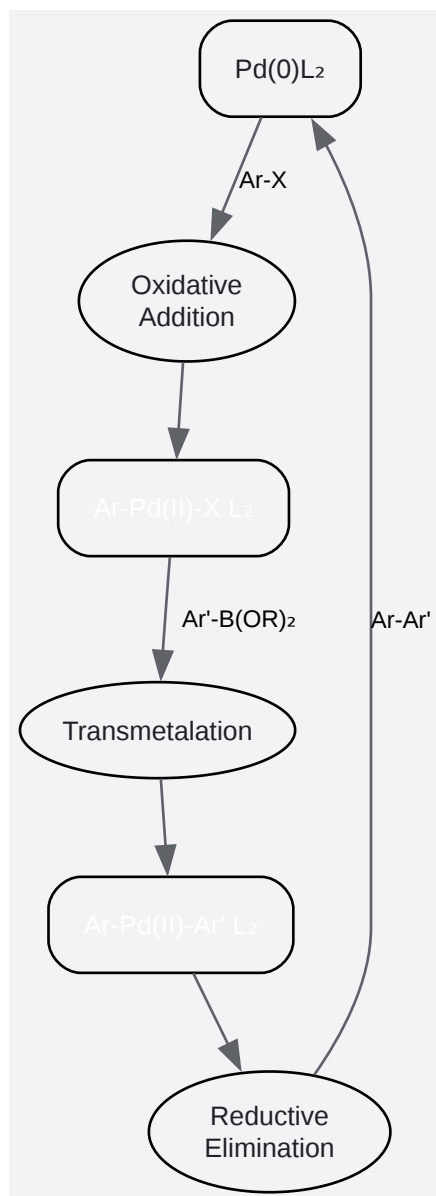 Pd(0)L₂
Ar-X
Oxidative
Addition
Ar-Pd(II)-X L₂
Ar'-B(OR)₂
Transmetalation
Ar-Ar'
Ar-Pd(II)-Ar' L₂
Reductive
Elimination